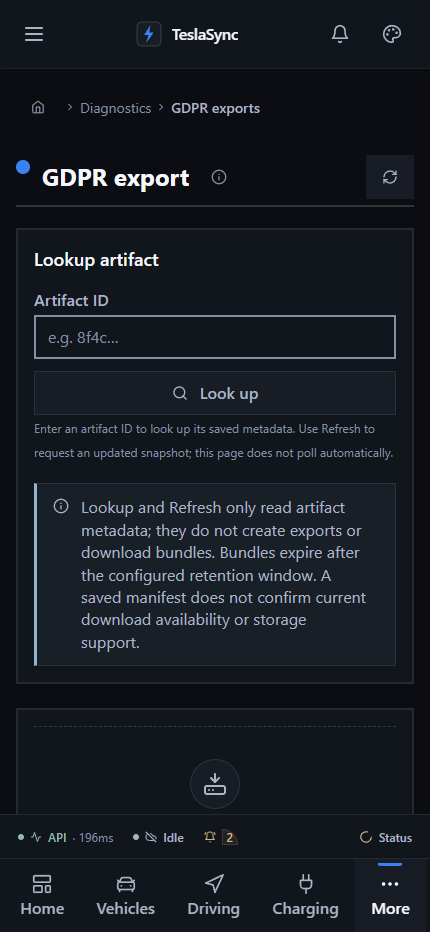 TeslaSync
Diagnostics
GDPR exports
GDPR export
Lookup artifact
Artifact ID
e.g. 8f4c...
Look up
Enter an artifact ID to look up its saved metadata. Use Refresh to
request an updated snapshot; this page does not poll automatically.
Lookup and Refresh only read artifact
metadata; they do not create exports or
download bundles. Bundles expire after
the configured retention window. A
saved manifest does not confirm current
download availability or storage
support.
API · 196ms
Idle
2
Status
Home
Vehicles
Driving
Charging
More